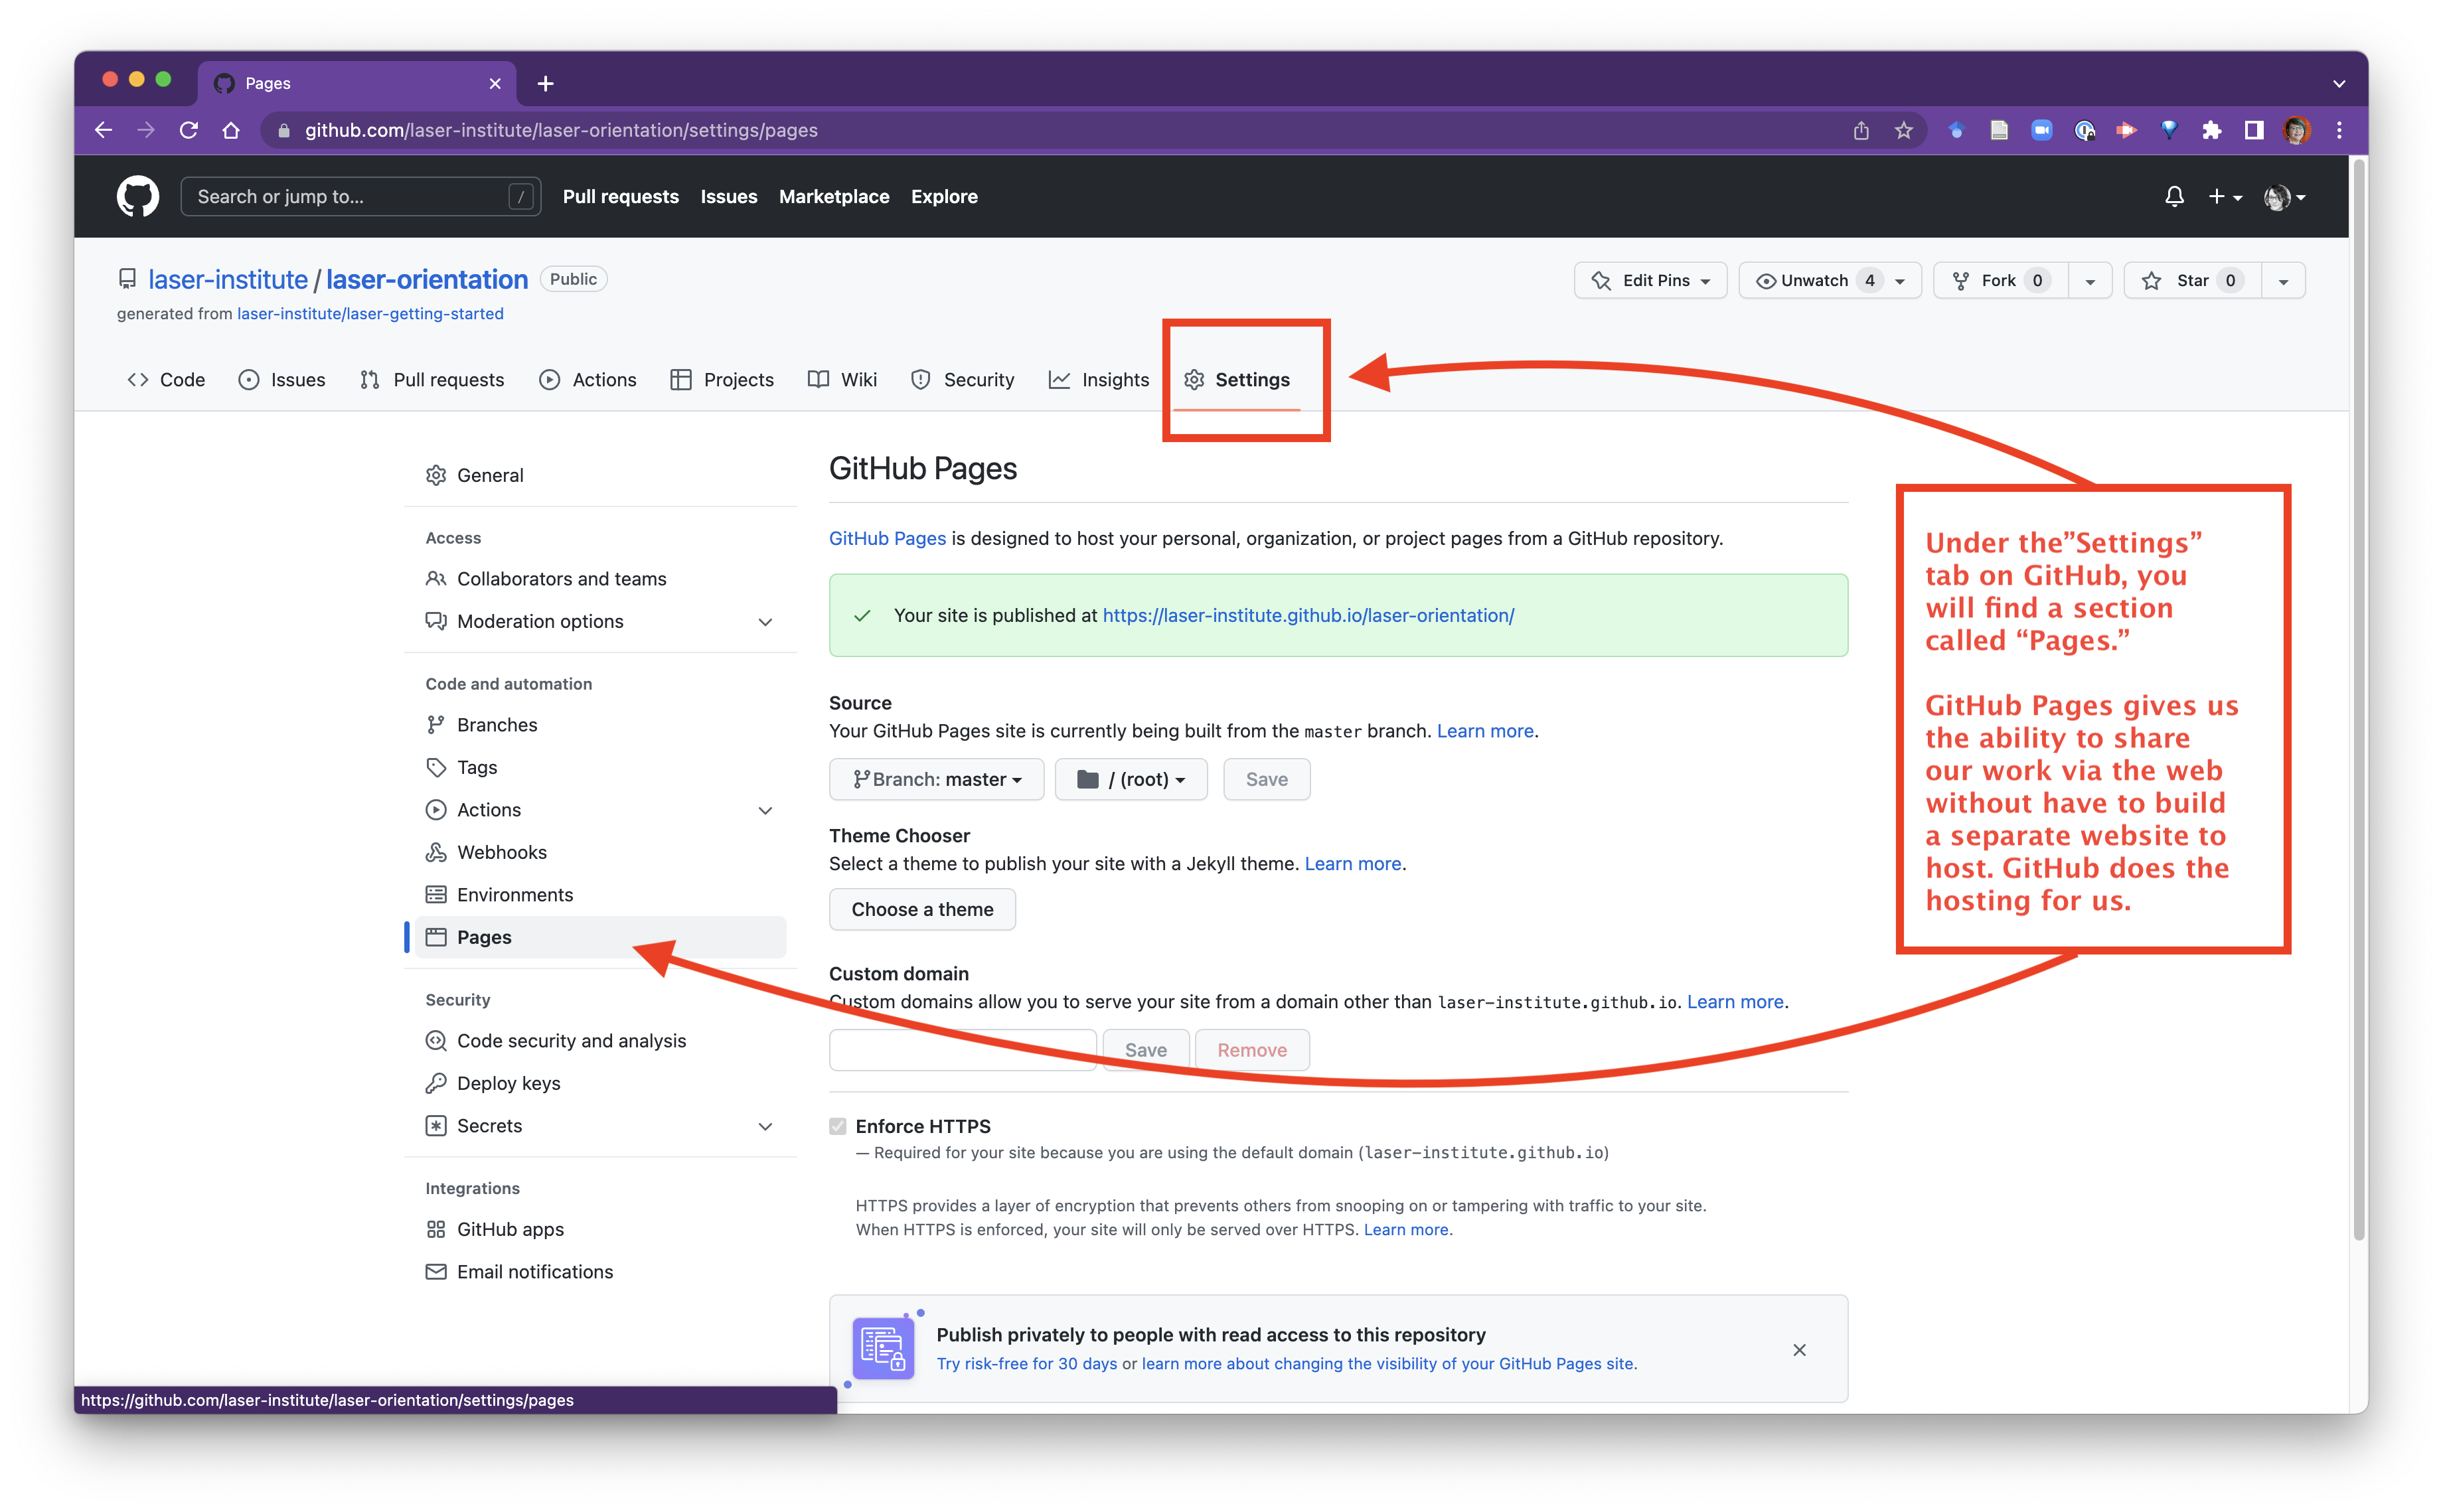 Pages
github.com/laser-institute/laser-orientation/settings/pages
Search or jump to... /
Pull requests Issues Marketplace Explore
laser-institute / laser-orientation Public
Edit Pins Unwatch 4 Fork 0 Star 0
generated from laser-institute/laser-getting-started
Code Issues Pull requests Actions Projects Wiki Security Insights Settings
General
Access
Collaborators and teams
Moderation options
Code and automation
Branches
Tags
Actions
Webhooks
Environments
Pages
Security
Code security and analysis
Deploy keys
Secrets
Integrations
GitHub apps
Email notifications
GitHub Pages
GitHub Pages is designed to host your personal, organization, or project pages from a GitHub repository.
Your site is published at https://laser-institute.github.io/laser-orientation/
Source
Your GitHub Pages site is currently being built from the master branch. Learn more.
Branch: master / (root) Save
Theme Chooser
Select a theme to publish your site with a Jekyll theme. Learn more.
Choose a theme
Custom domain
Custom domains allow you to serve your site from a domain other than laser-institute.github.io. Learn more.
Save Remove
Enforce HTTPS
— Required for your site because you are using the default domain (laser-institute.github.io)
HTTPS provides a layer of encryption that prevents others from snooping on or tampering with traffic to your site.
When HTTPS is enforced, your site will only be served over HTTPS. Learn more.
Publish privately to people with read access to this repository
Try risk-free for 30 days or learn more about changing the visibility of your GitHub Pages site.
Under the”Settings”
tab on GitHub, you
will find a section
called “Pages.”
GitHub Pages gives us
the ability to share
our work via the web
without have to build
a separate website to
host. GitHub does the
hosting for us.
https://github.com/laser-institute/laser-orientation/settings/pages